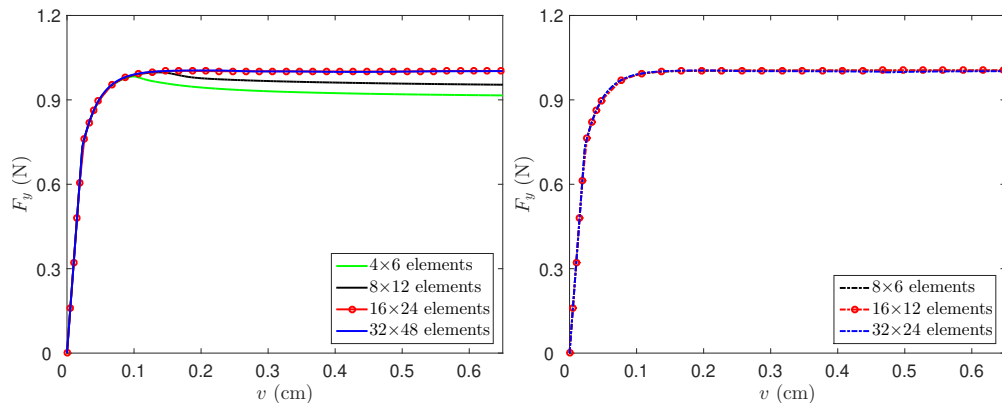 1.2
0.9
0.6
0.3
0
F_y (N)
0 0.1 0.2 0.3 0.4 0.5 0.6
v (cm)
4×6 elements
8×12 elements
16×24 elements
32×48 elements
1.2
0.9
0.6
0.3
0
F_y (N)
0 0.1 0.2 0.3 0.4 0.5 0.6
v (cm)
8×6 elements
16×12 elements
32×24 elements